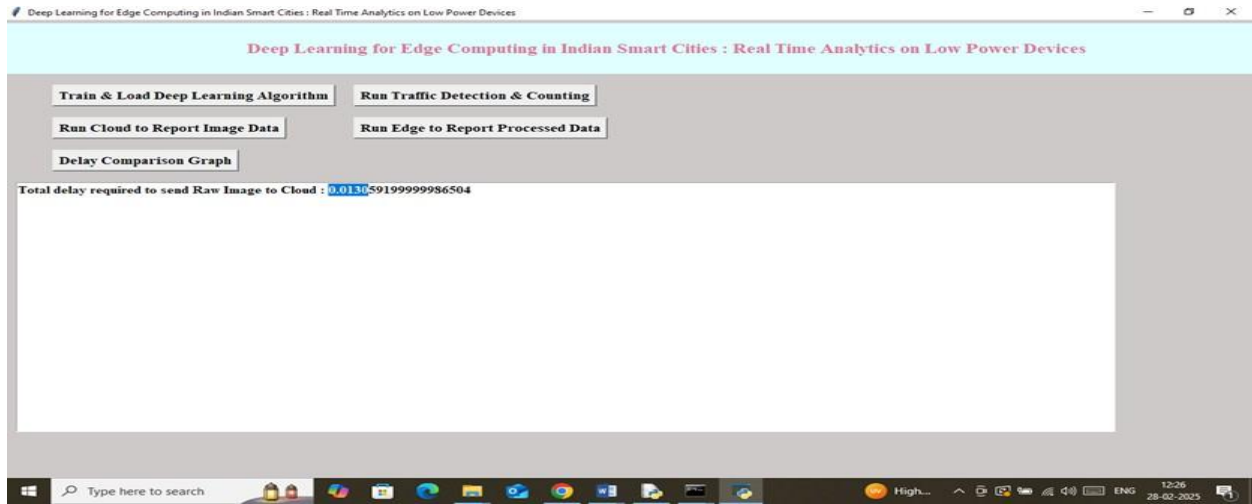 Deep Learning for Edge Computing in Indian Smart Cities : Real Time Analytics on Low Power Devices
Deep Learning for Edge Computing in Indian Smart Cities : Real Time Analytics on Low Power Devices
Train & Load Deep Learning Algorithm
Run Traffic Detection & Counting
Run Cloud to Report Image Data
Run Edge to Report Processed Data
Delay Comparison Graph
Total delay required to send Raw Image to Cloud : 0.013059199999986504
Type here to search
High...
ENG
12:26
28-02-2025